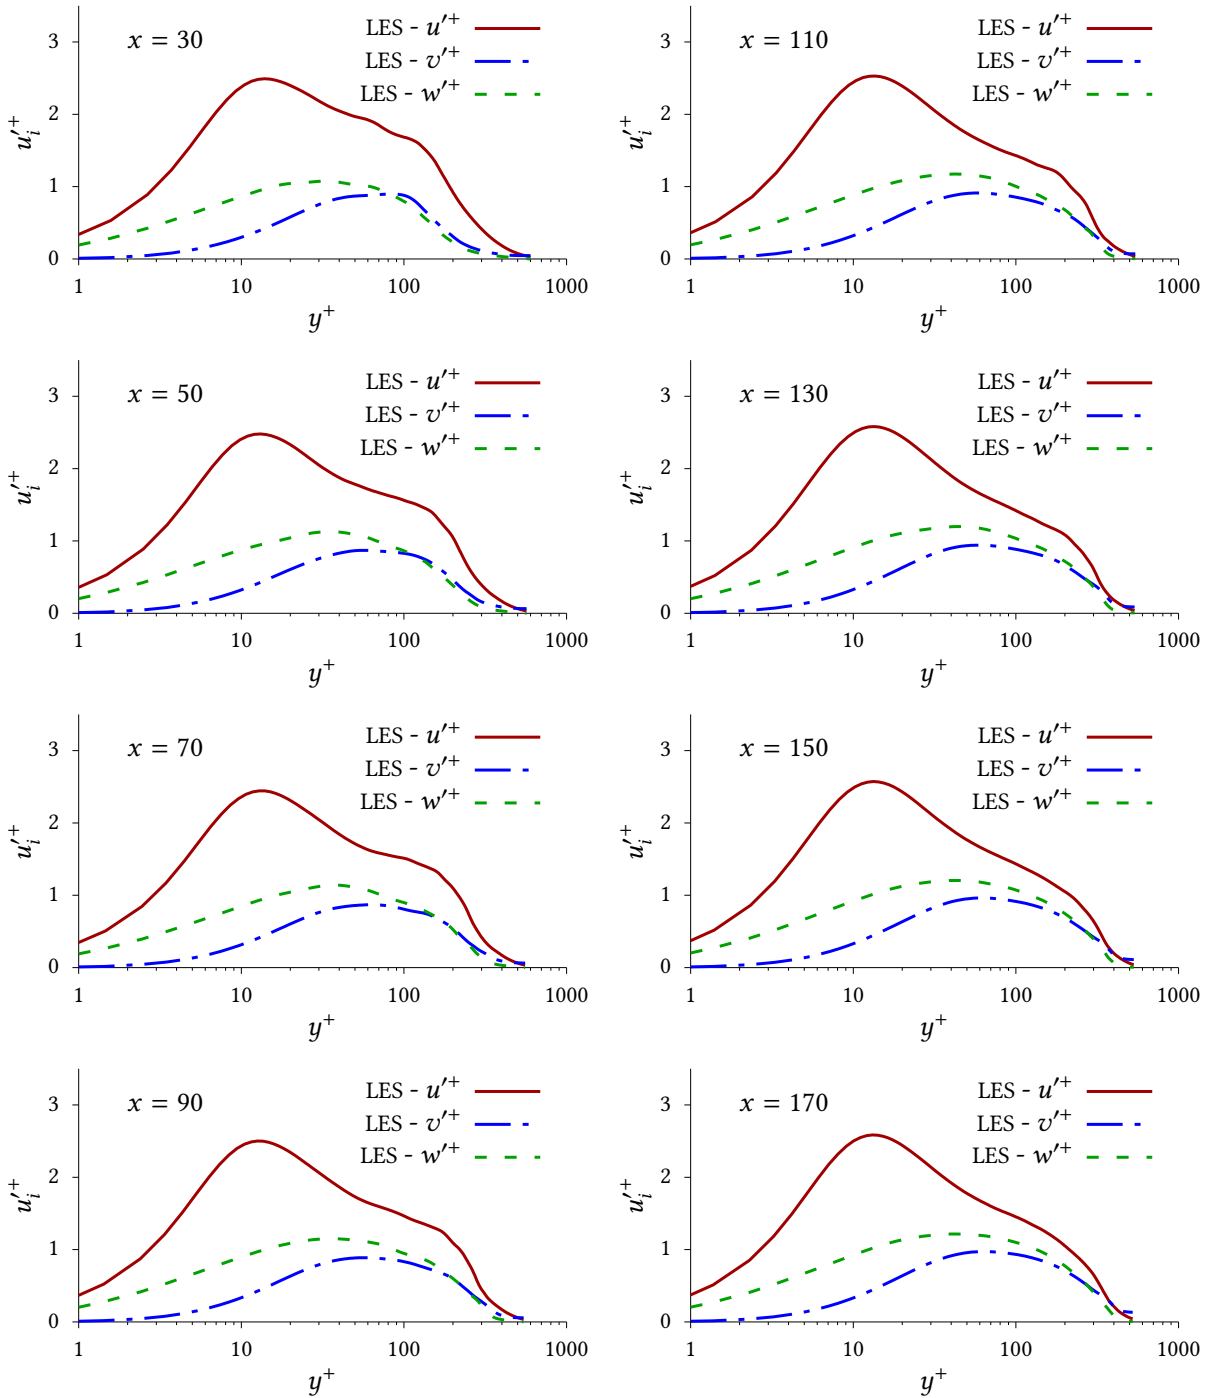 x = 30
LES - u′⁺
LES - v′⁺
LES - w′⁺
3
2
1
0
u′ᵢ⁺
1 10 100 1000
y⁺
x = 110
LES - u′⁺
LES - v′⁺
LES - w′⁺
3
2
1
0
u′ᵢ⁺
1 10 100 1000
y⁺
x = 50
LES - u′⁺
LES - v′⁺
LES - w′⁺
3
2
1
0
u′ᵢ⁺
1 10 100 1000
y⁺
x = 130
LES - u′⁺
LES - v′⁺
LES - w′⁺
3
2
1
0
u′ᵢ⁺
1 10 100 1000
y⁺
x = 70
LES - u′⁺
LES - v′⁺
LES - w′⁺
3
2
1
0
u′ᵢ⁺
1 10 100 1000
y⁺
x = 150
LES - u′⁺
LES - v′⁺
LES - w′⁺
3
2
1
0
u′ᵢ⁺
1 10 100 1000
y⁺
x = 90
LES - u′⁺
LES - v′⁺
LES - w′⁺
3
2
1
0
u′ᵢ⁺
1 10 100 1000
y⁺
x = 170
LES - u′⁺
LES - v′⁺
LES - w′⁺
3
2
1
0
u′ᵢ⁺
1 10 100 1000
y⁺